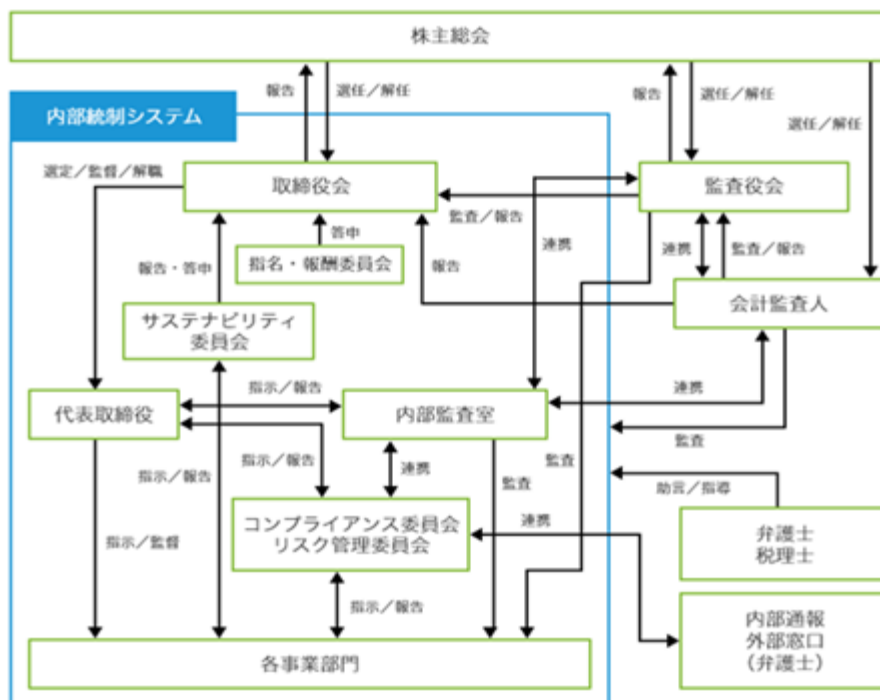 株主総会
報告
選任／解任
報告
選任／解任
選任／解任
内部統制システム
選定／監督／解職
取締役会
監査役会
監査／報告
答申
連携
連携
監査／報告
報告・答申
指名・報酬委員会
報告
会計監査人
サステナビリティ
委員会
指示／報告
連携
代表取締役
内部監査室
監査
指示／報告
連携
監査
監査
指示／報告
助言／指導
コンプライアンス委員会
リスク管理委員会
連携
弁護士
税理士
指示／監督
指示／報告
内部通報
外部窓口
（弁護士）
各事業部門